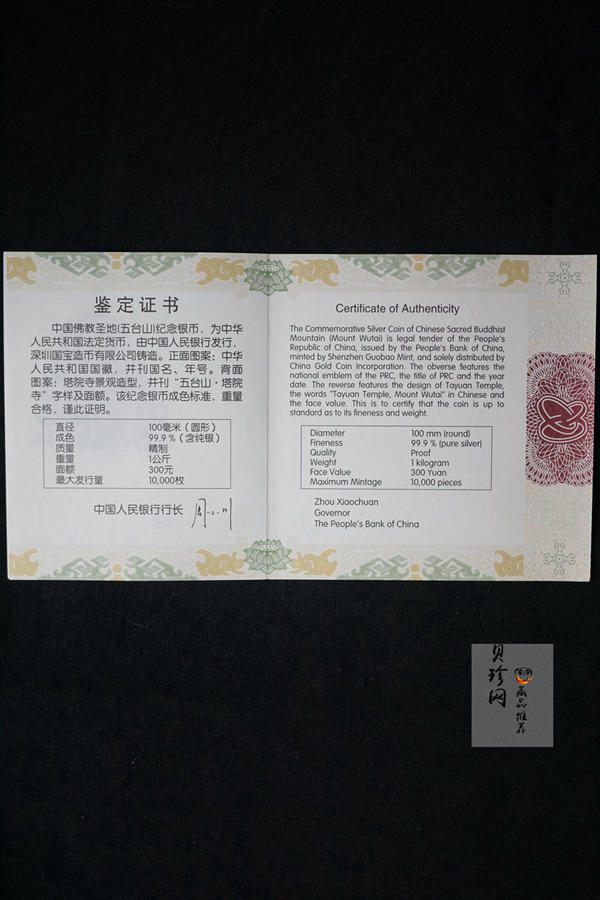 鉴定证书
中国佛教圣地(五台山)纪念银币，为中华
人民共和国法定货币，由中国人民银行发行，
深圳国宝造币有限公司铸造。正面图案：中华
人民共和国国徽，并刊国名、年号。背面
图案：塔院寺景观造型，并刊“五台山·塔院
寺”字样及面额。该纪念银币成色标准，重量
合格，谨此证明。
直径 100毫米（圆形）
成色 99.9％（含纯银）
质量 精制
重量 1公斤
面额 300元
最大发行量 10,000枚
中国人民银行行长
Certificate of Authenticity
The Commemorative Silver Coin of Chinese Sacred Buddhist
Mountain (Mount Wutai) is legal tender of the People's
Republic of China, issued by the People's Bank of China,
minted by Shenzhen Guobao Mint, and solely distributed by
China Gold Coin Incorporation. The obverse features the
national emblem of the PRC, the title of PRC and the year
date. The reverse features the design of Tayuan Temple,
the words "Tayuan Temple, Mount Wutai" in Chinese and
the face value. This is to certify that the coin is up to
standard as to its fineness and weight.
Diameter 100 mm (round)
Fineness 99.9 % (pure silver)
Quality Proof
Weight 1 kilogram
Face Value 300 Yuan
Maximum Mintage 10,000 pieces
Zhou Xiaochuan
Governor
The People's Bank of China
贝珍网
藏品推荐